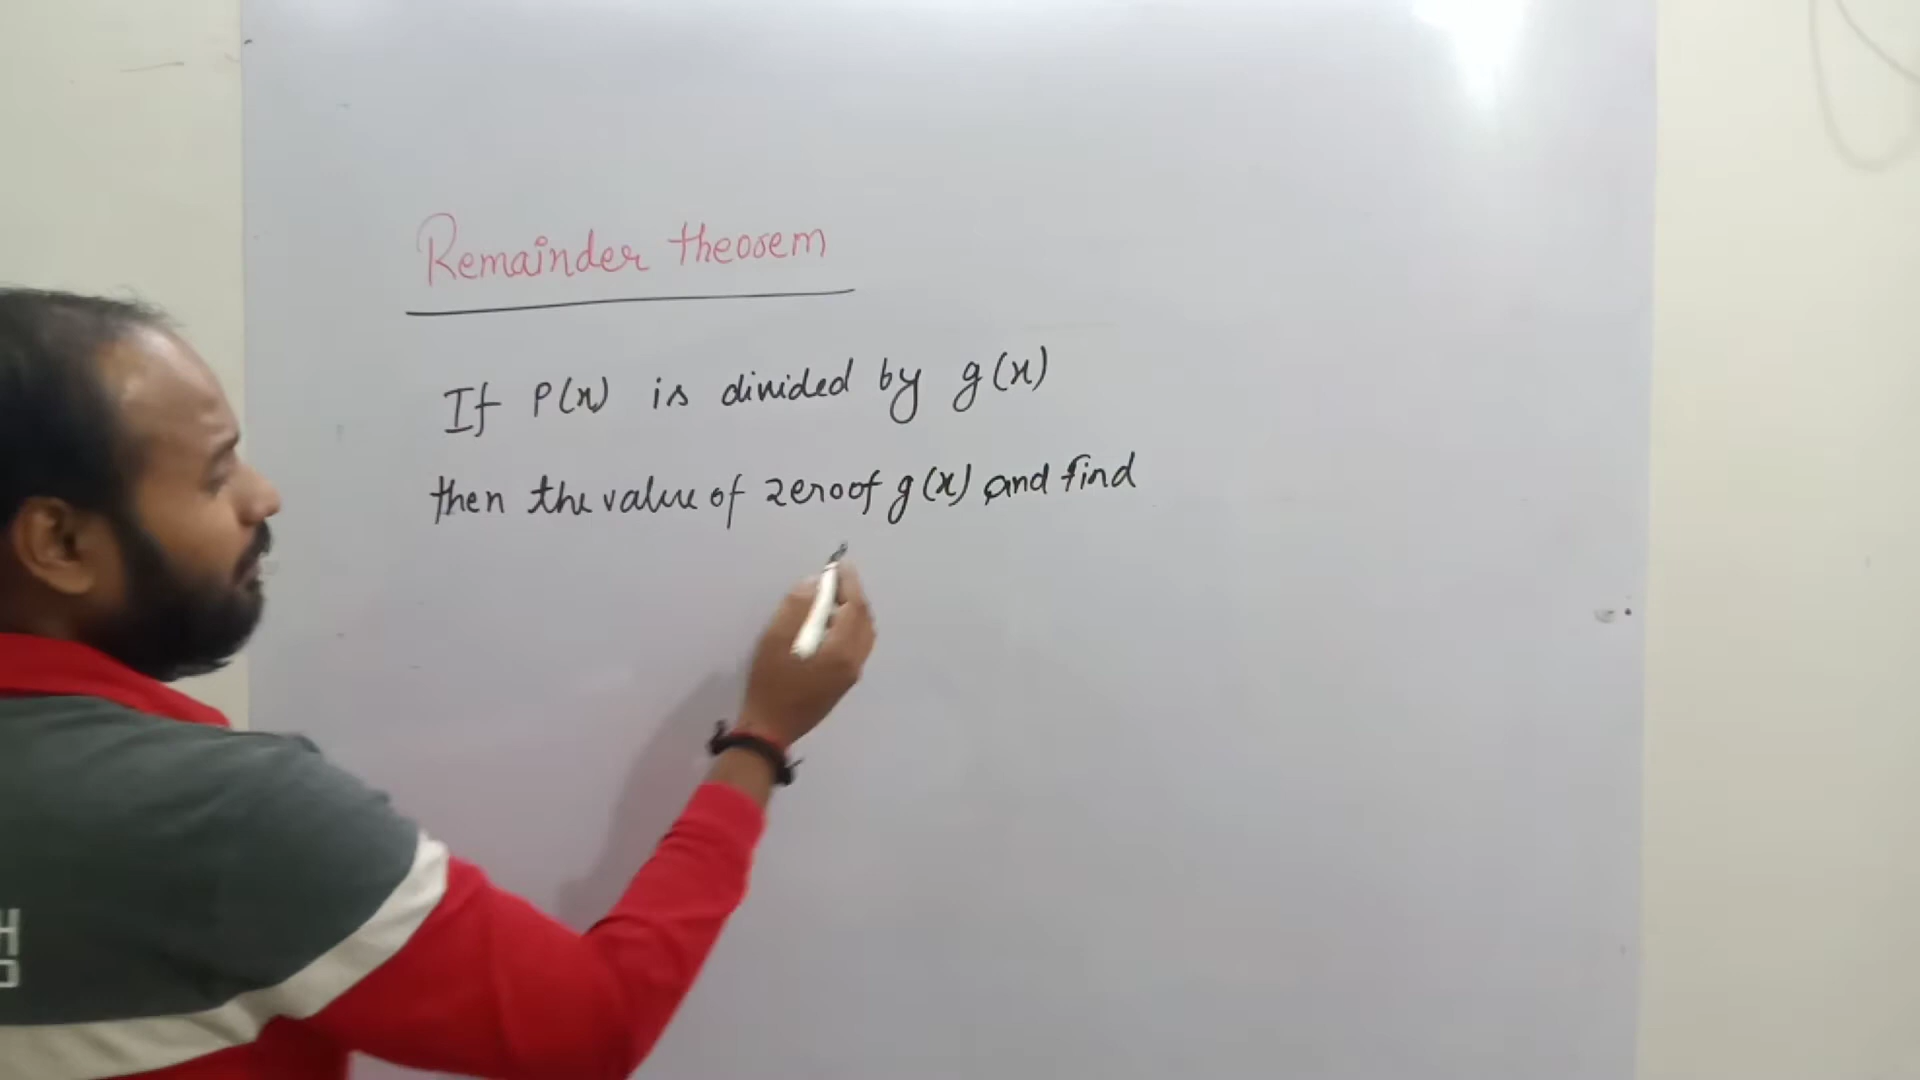 Remainder theorem
If P(x) is divided by g(x)
then the value of zero of g(x) and find
H